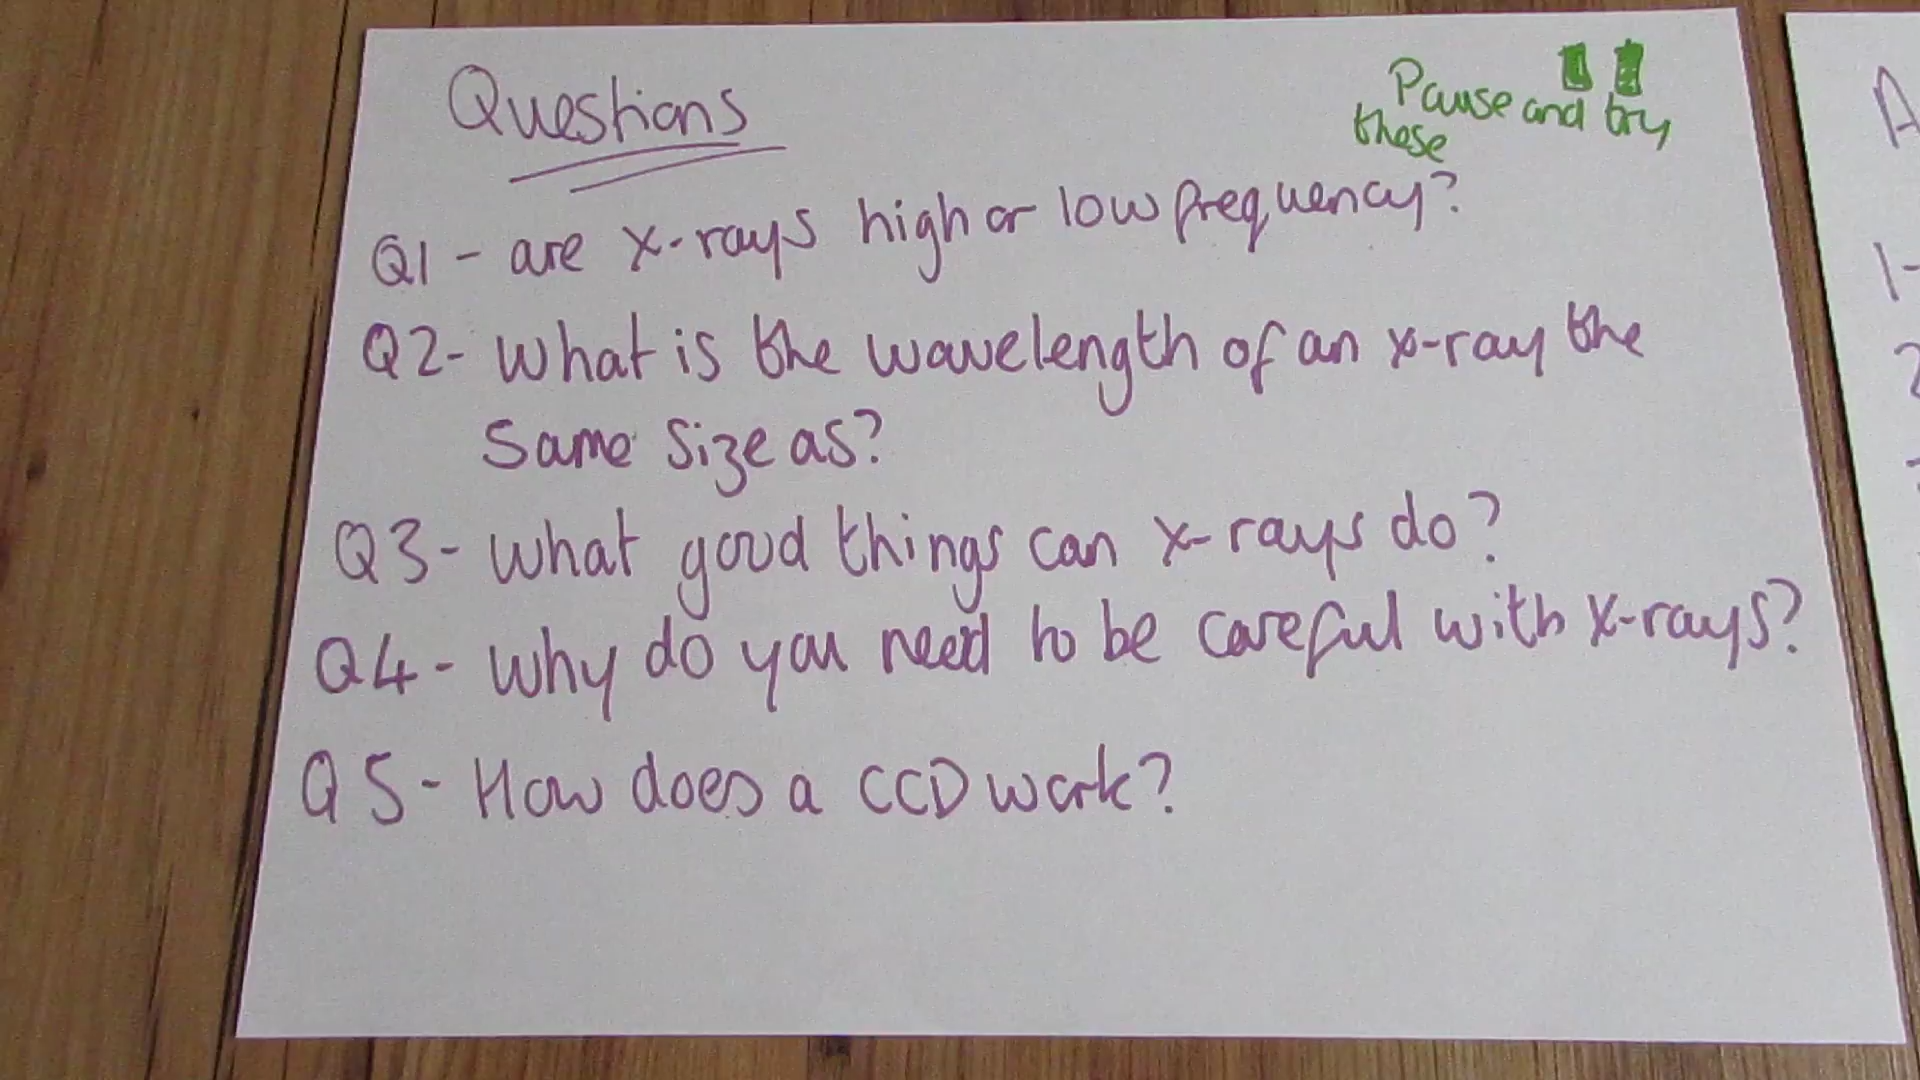 Questions
Pause and try
these
Q1 - are x-rays high or low frequency?
Q2- what is the wavelength of an x-ray the
same size as?
Q3- what good things can x-rays do?
Q4- why do you need to be careful with x-rays?
Q5- How does a CCD work?
A
1-
2